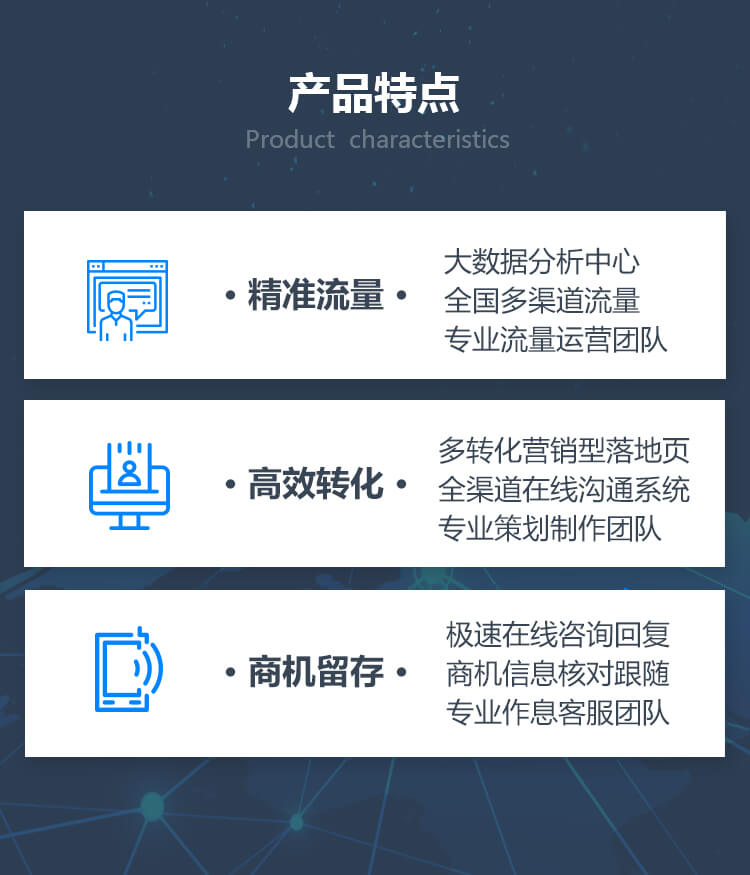 产品特点
Product characteristics
• 精准流量 •
大数据分析中心
全国多渠道流量
专业流量运营团队
• 高效转化 •
多转化营销型落地页
全渠道在线沟通系统
专业策划制作团队
• 商机留存 •
极速在线咨询回复
商机信息核对跟随
专业作息客服团队